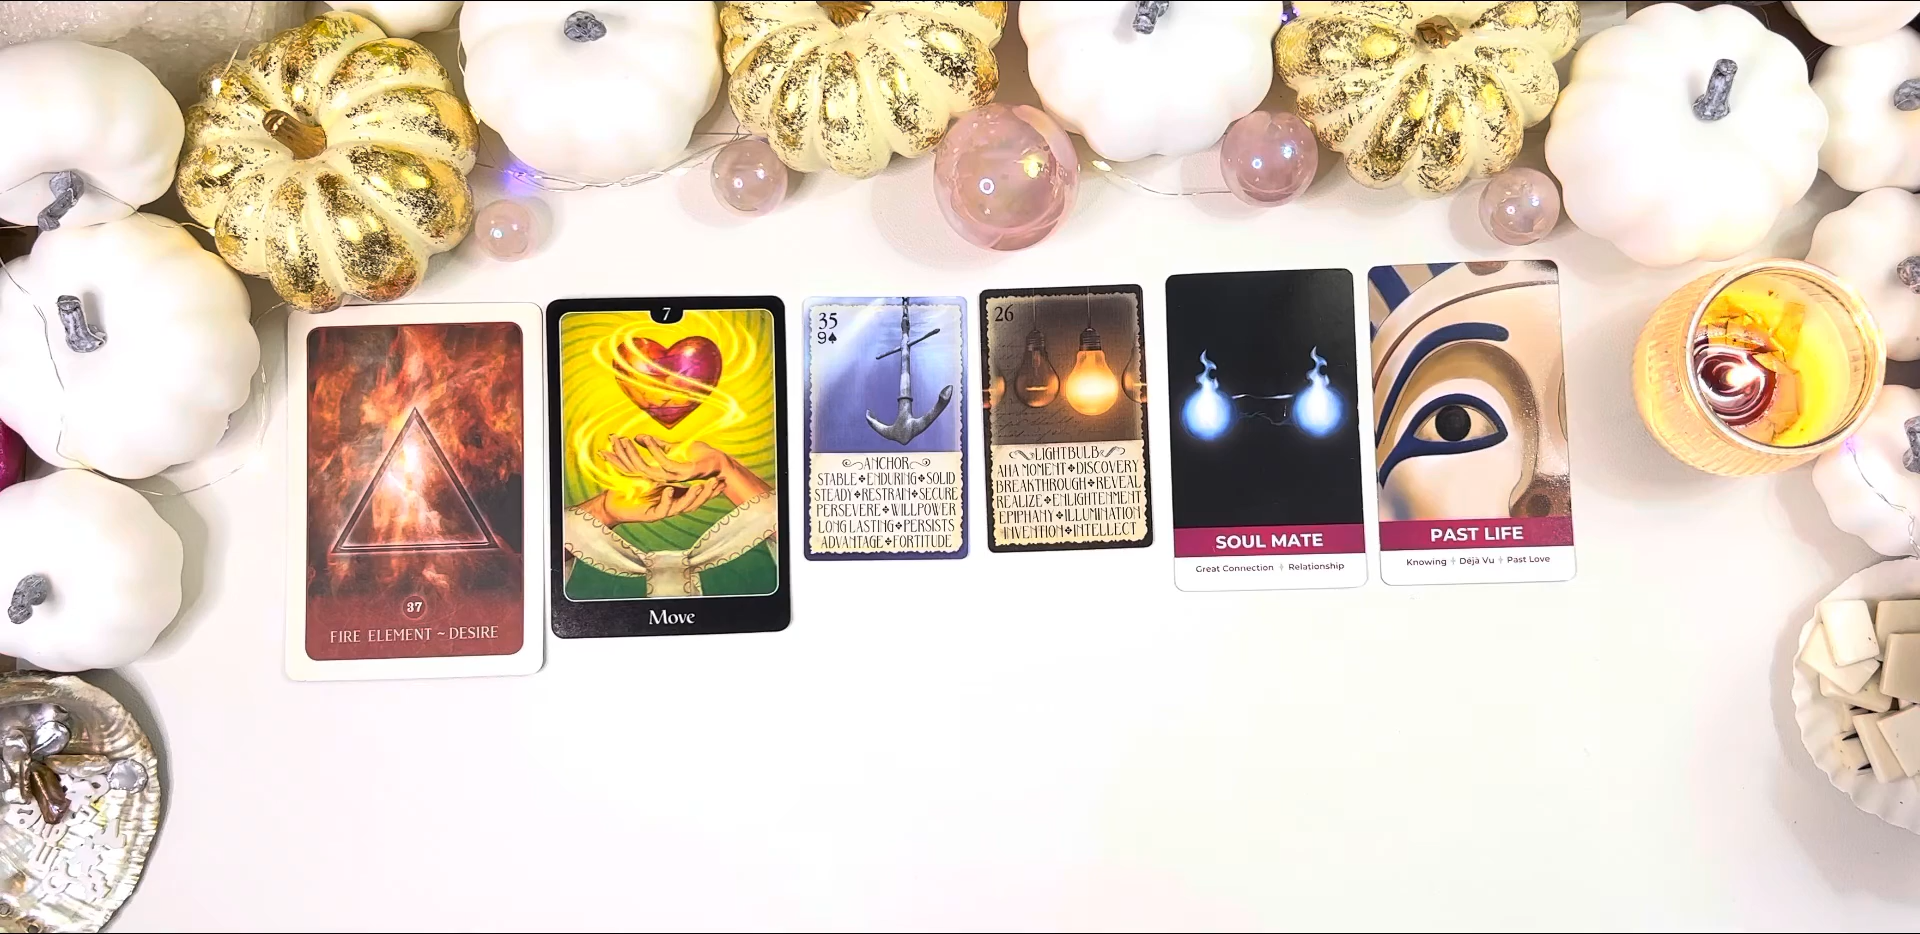 37
FIRE ELEMENT ~ DESIRE
7
Move
35
9♠
ANCHOR
STABLE❖ENDURING❖SOLID
STEADY❖RESTRAIN❖SECURE
PERSEVERE❖WILLPOWER
LONG LASTING❖PERSISTS
ADVANTAGE❖FORTITUDE
26
LIGHTBULB
AHA MOMENT❖DISCOVERY
BREAKTHROUGH❖REVEAL
REALIZE❖ENLIGHTENMENT
EPIPHANY❖ILLUMINATION
INVENTION❖INTELLECT
SOUL MATE
Great Connection ♦ Relationship
PAST LIFE
Knowing ♦ Déjà Vu ♦ Past Love